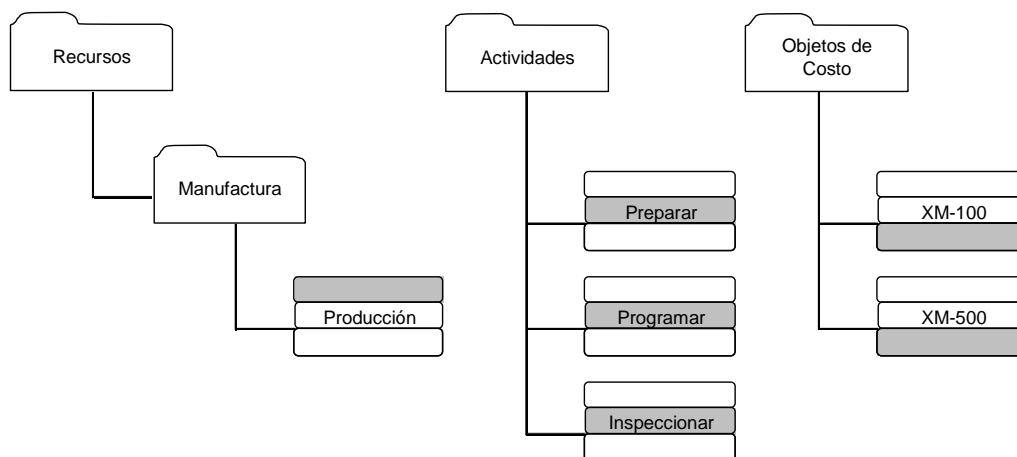 Recursos
Actividades
Objetos de
Costo
Manufactura
Preparar
XM-100
Producción
Programar
XM-500
Inspeccionar